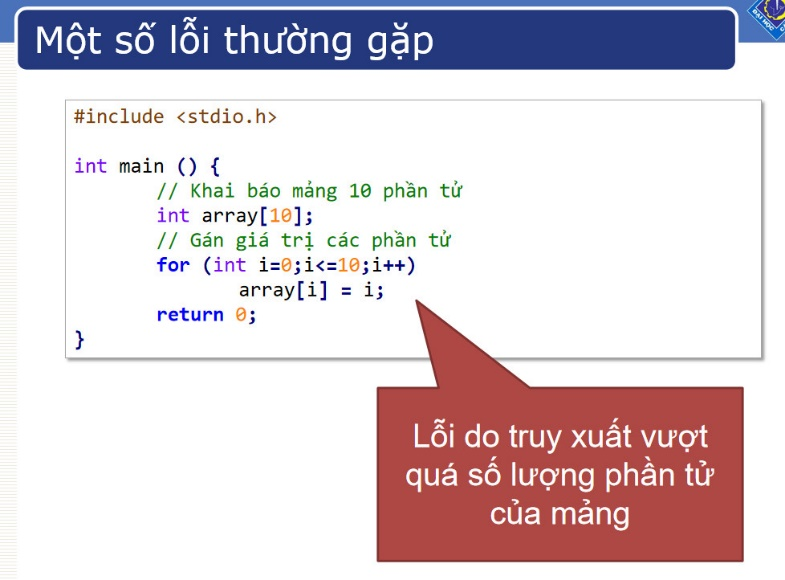 Một số lỗi thường gặp
#include <stdio.h>
int main () {
// Khai báo mảng 10 phần tử
int array[10];
// Gán giá trị các phần tử
for (int i=0;i<=10;i++)
array[i] = i;
return 0;
}
Lỗi do truy xuất vượt
quá số lượng phần tử
của mảng